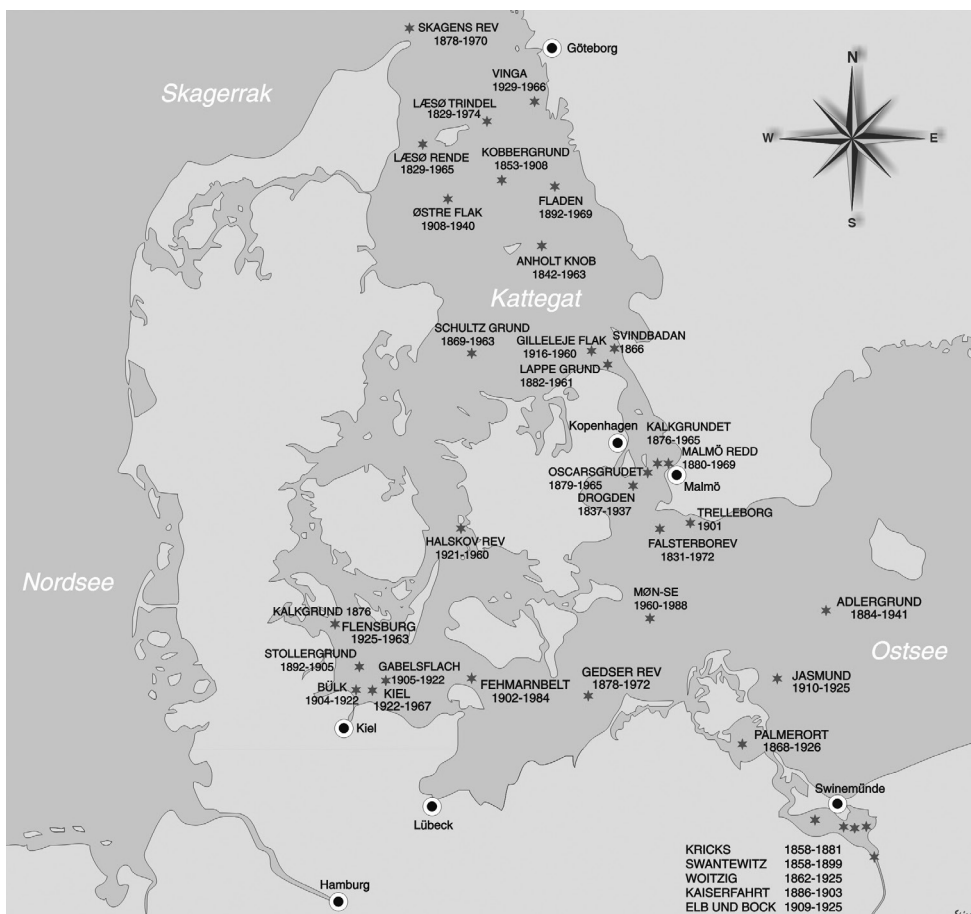 SKAGENS REV
1878-1970
Göteborg
N
Skagerrak
VINGA
1929-1966
LÆSØ TRINDEL
1829-1974
W
E
LÆSØ RENDE
1829-1965
KOBBERGRUND
1853-1908
ØSTRE FLAK
1908-1940
FLADEN
1892-1969
S
ANHOLT KNOB
1842-1963
Kattegat
SCHULTZ GRUND
1869-1963
GILLELEJE FLAK
1916-1960
SVINDBADAN
1866
LAPPE GRUND
1882-1961
Kopenhagen
KALKGRUNDET
1876-1965
MALMÖ REDD
1880-1969
OSCARSGRUDET
1879-1965
Malmö
DROGDEN
1837-1937
TRELLEBORG
1901
HALSKOV REV
1921-1960
FALSTERBOREV
1831-1972
Nordsee
MØN-SE
1960-1988
ADLERGRUND
1884-1941
KALKGRUND 1876
FLENSBURG
1925-1963
Ostsee
STOLLERGRUND
1892-1905
GABELSFLACH
1905-1922
FEHMARNBELT
1902-1984
GEDSER REV
1878-1972
JASMUND
1910-1925
BÜLK
1904-1922
KIEL
1922-1967
Kiel
PALMERORT
1868-1926
Swinemünde
Lübeck
KRICKS 1858-1881
SWANTEWITZ 1858-1899
WOITZIG 1862-1925
KAISERFAHRT 1886-1903
ELB UND BOCK 1909-1925
Hamburg